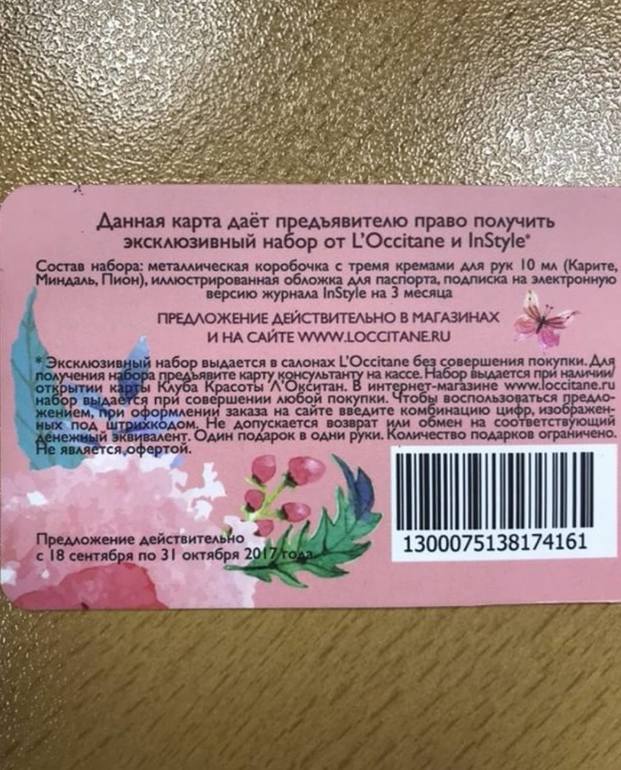 Данная карта даёт предъявителю право получить
эксклюзивный набор от L'Occitane и InStyle*
Состав набора: металлическая коробочка с тремя кремами для рук 10 мл (Карите,
Миндаль, Пион), иллюстрированная обложка для паспорта, подписка на электронную
версию журнала InStyle на 3 месяца
ПРЕДЛОЖЕНИЕ ДЕЙСТВИТЕЛЬНО В МАГАЗИНАХ
И НА САЙТЕ WWW.LOCCITANE.RU
* Эксклюзивный набор выдается в салонах L'Occitane без совершения покупки. Для
получения набора предъявите карту консультанту на кассе. Набор выдается при наличии/
открытии карты Клуба Красоты Л'Окситан. В интернет-магазине www.loccitane.ru
набор выдается при совершении любой покупки. Чтобы воспользоваться предло-
жением, при оформлении заказа на сайте введите комбинацию цифр, изображен-
ных под штрихкодом. Не допускается возврат или обмен на соответствующий
денежный эквивалент. Один подарок в одни руки. Количество подарков ограничено.
Не является офертой.
1300075138174161
Предложение действительно
с 18 сентября по 31 октября 2017 года.